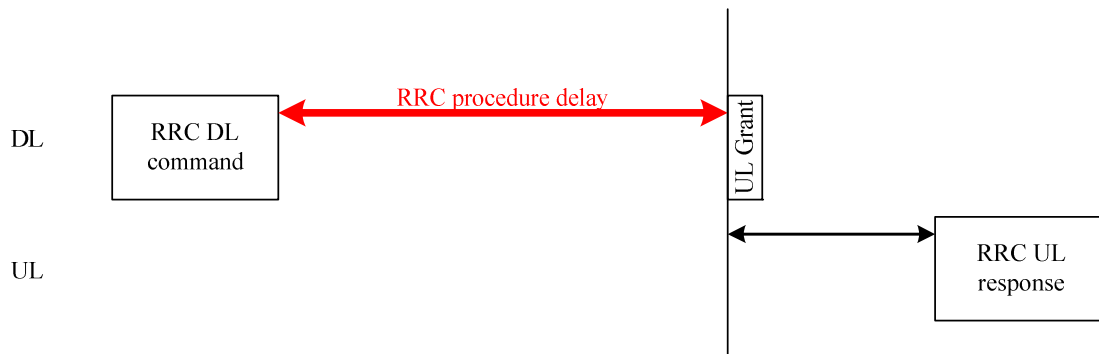 RRC procedure delay
DL
RRC DL
command
UL Grant
UL
RRC UL
response